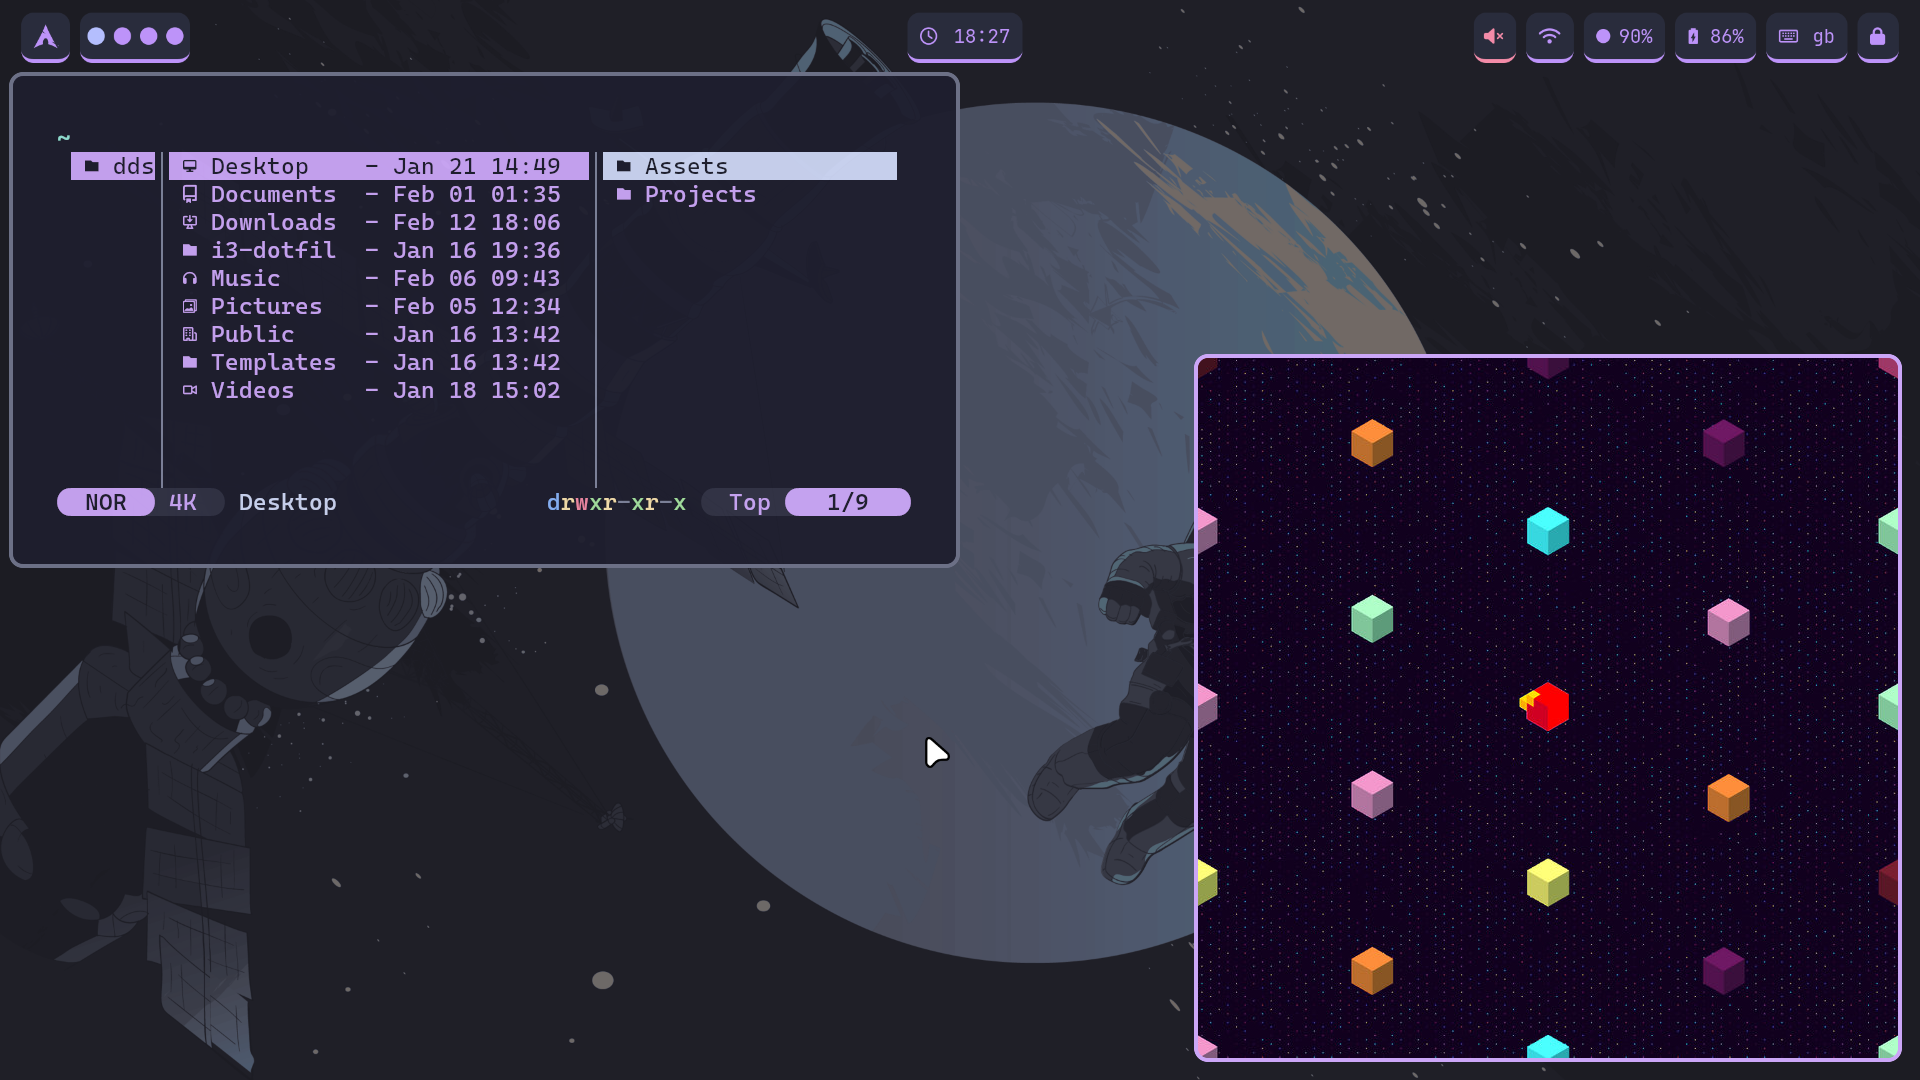 18:27
90%
86%
gb
~
dds
Desktop - Jan 21 14:49
Documents - Feb 01 01:35
Downloads - Feb 12 18:06
i3-dotfil - Jan 16 19:36
Music - Feb 06 09:43
Pictures - Feb 05 12:34
Public - Jan 16 13:42
Templates - Jan 16 13:42
Videos - Jan 18 15:02
Assets
Projects
NOR 4K Desktop drwxr-xr-x Top 1/9